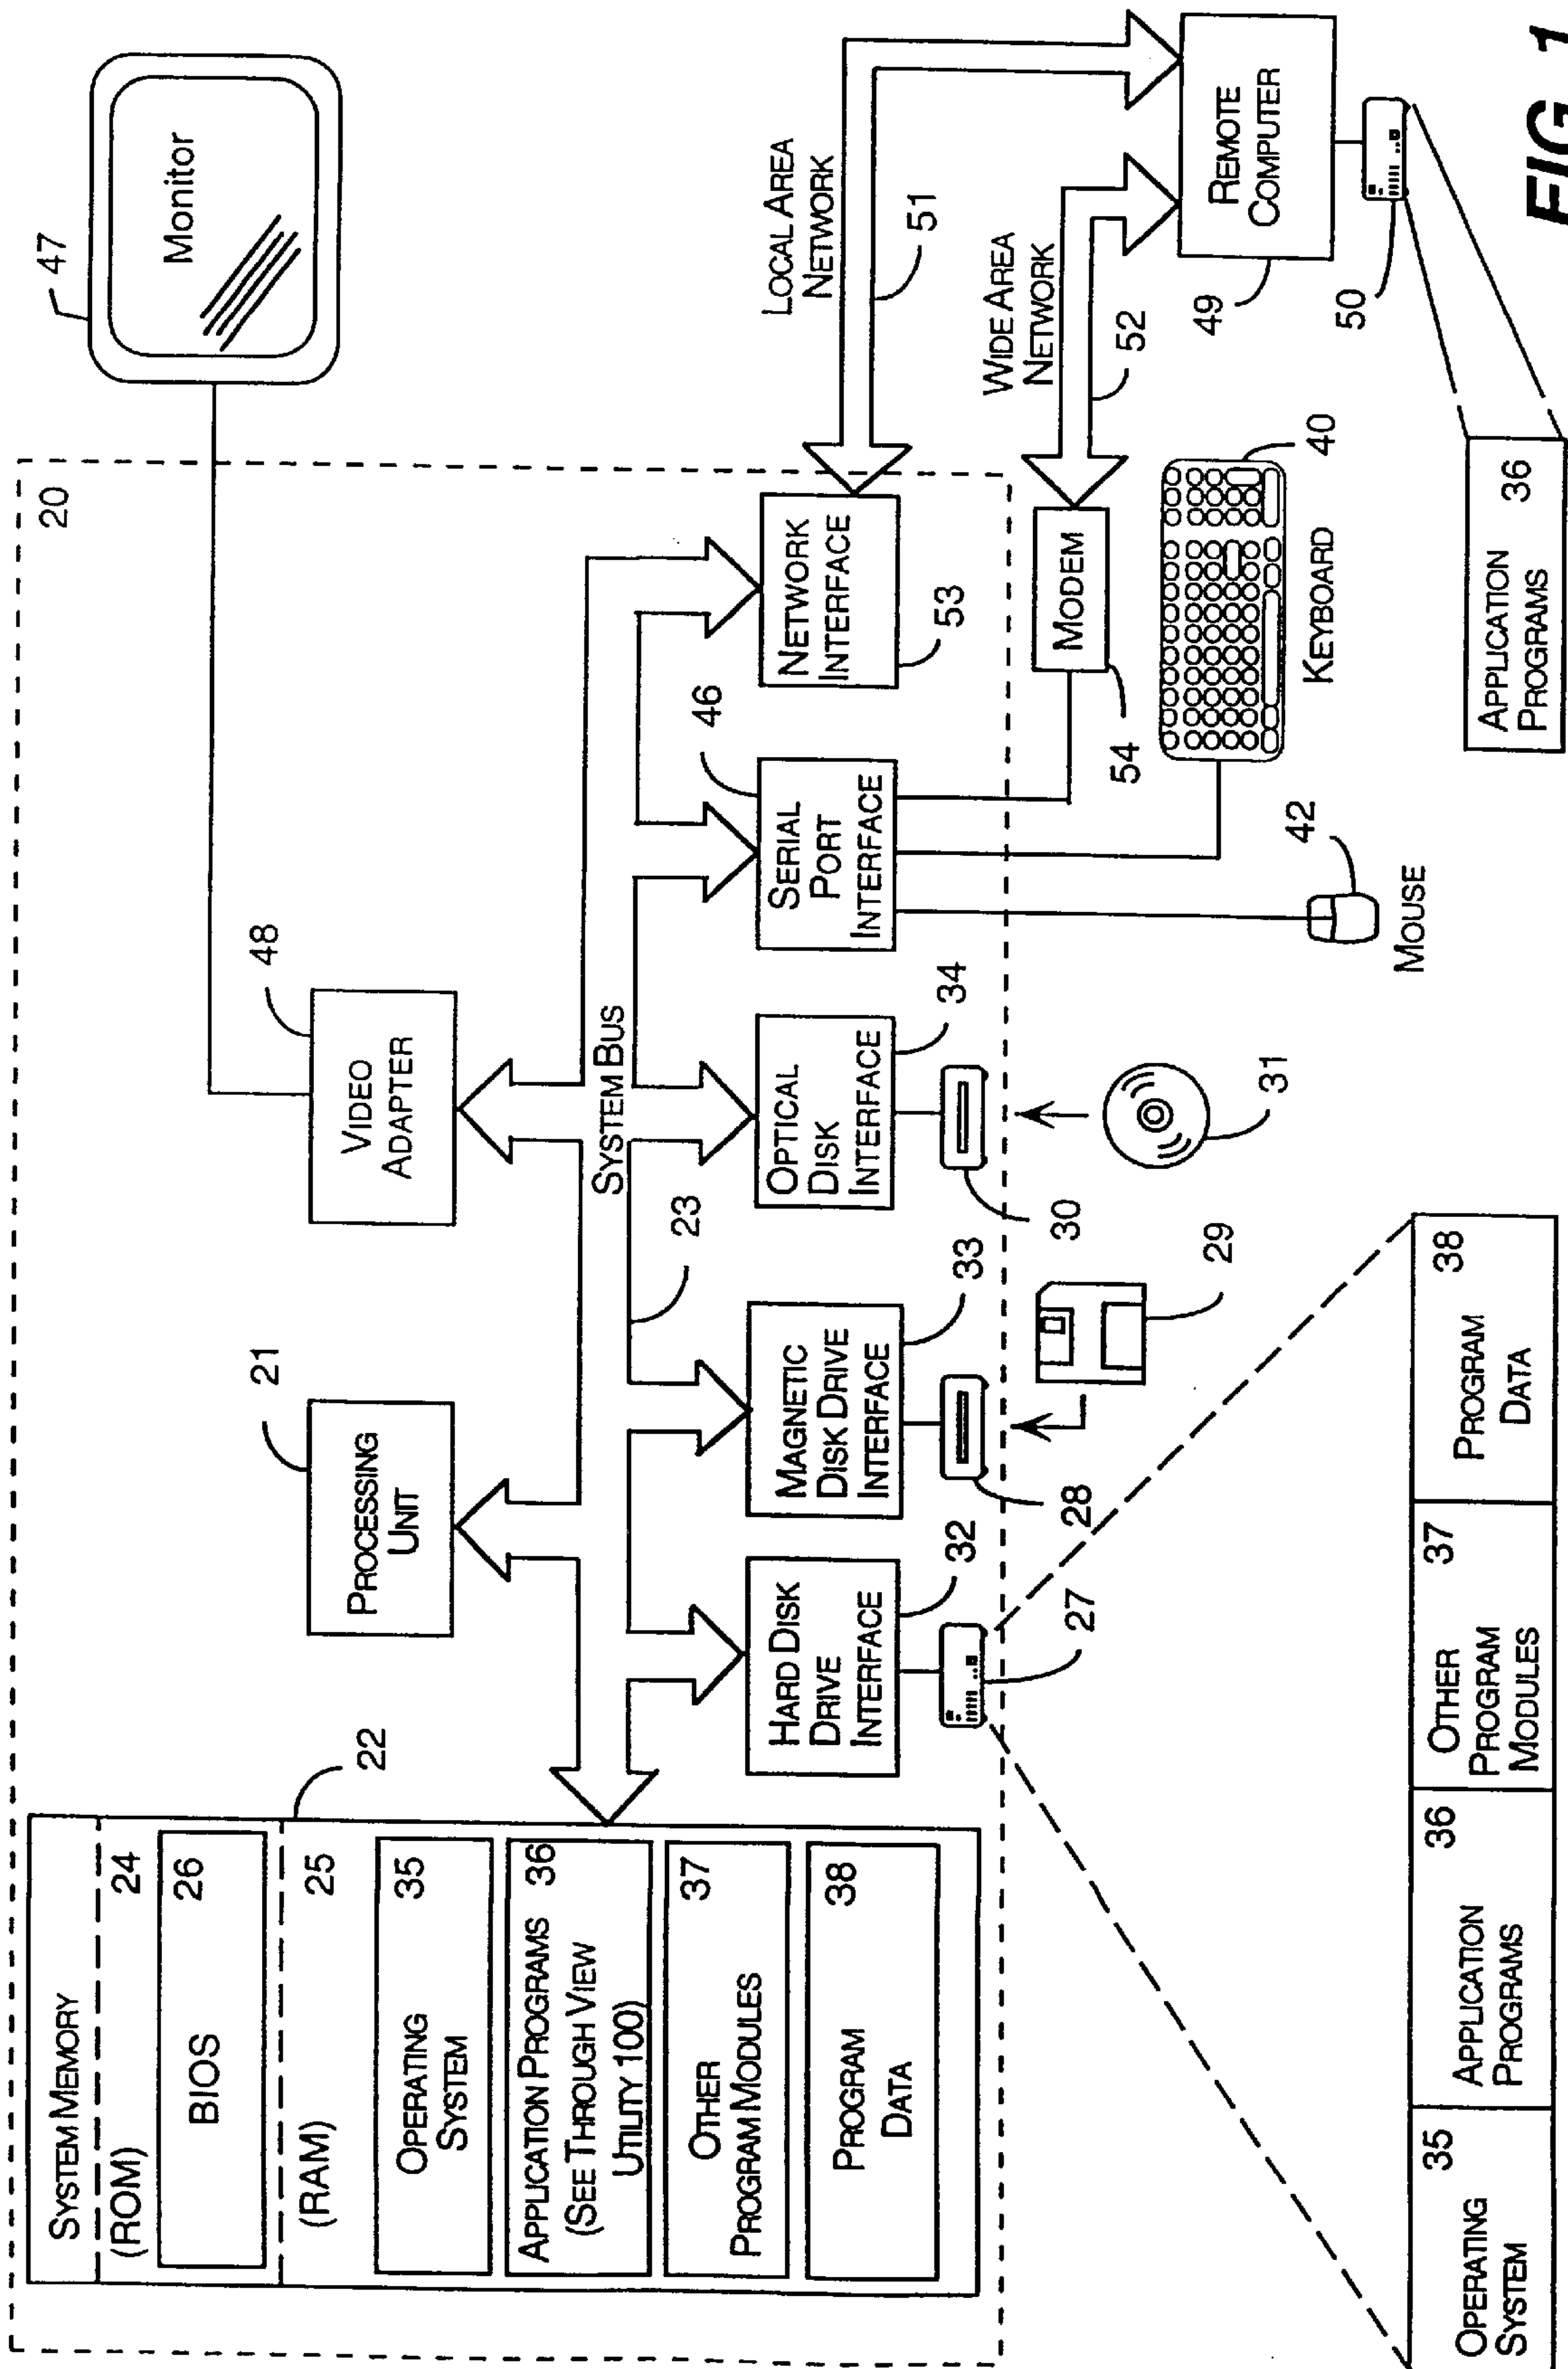 47
Monitor
20
SYSTEM MEMORY
(ROM) 24
BIOS 26
22
(RAM) 25
OPERATING
SYSTEM
35
APPLICATION PROGRAMS 36
(SEE THROUGH VIEW
UTILITY 100)
OTHER
PROGRAM MODULES
37
PROGRAM
DATA
38
21
PROCESSING
UNIT
48
VIDEO
ADAPTER
SYSTEM BUS
23
HARD DISK
DRIVE
INTERFACE
32
MAGNETIC
DISK DRIVE
INTERFACE
33
OPTICAL
DISK
INTERFACE
34
SERIAL
PORT
INTERFACE
46
NETWORK
INTERFACE
53
LOCAL AREA
NETWORK
51
WIDE AREA
NETWORK
52
27
28
29
30
31
MODEM
54
40
KEYBOARD
42
MOUSE
REMOTE
COMPUTER
49
50
OPERATING
SYSTEM
35
APPLICATION
PROGRAMS
36
OTHER
PROGRAM
MODULES
37
PROGRAM
DATA
38
APPLICATION
PROGRAMS
36
FIG. 1